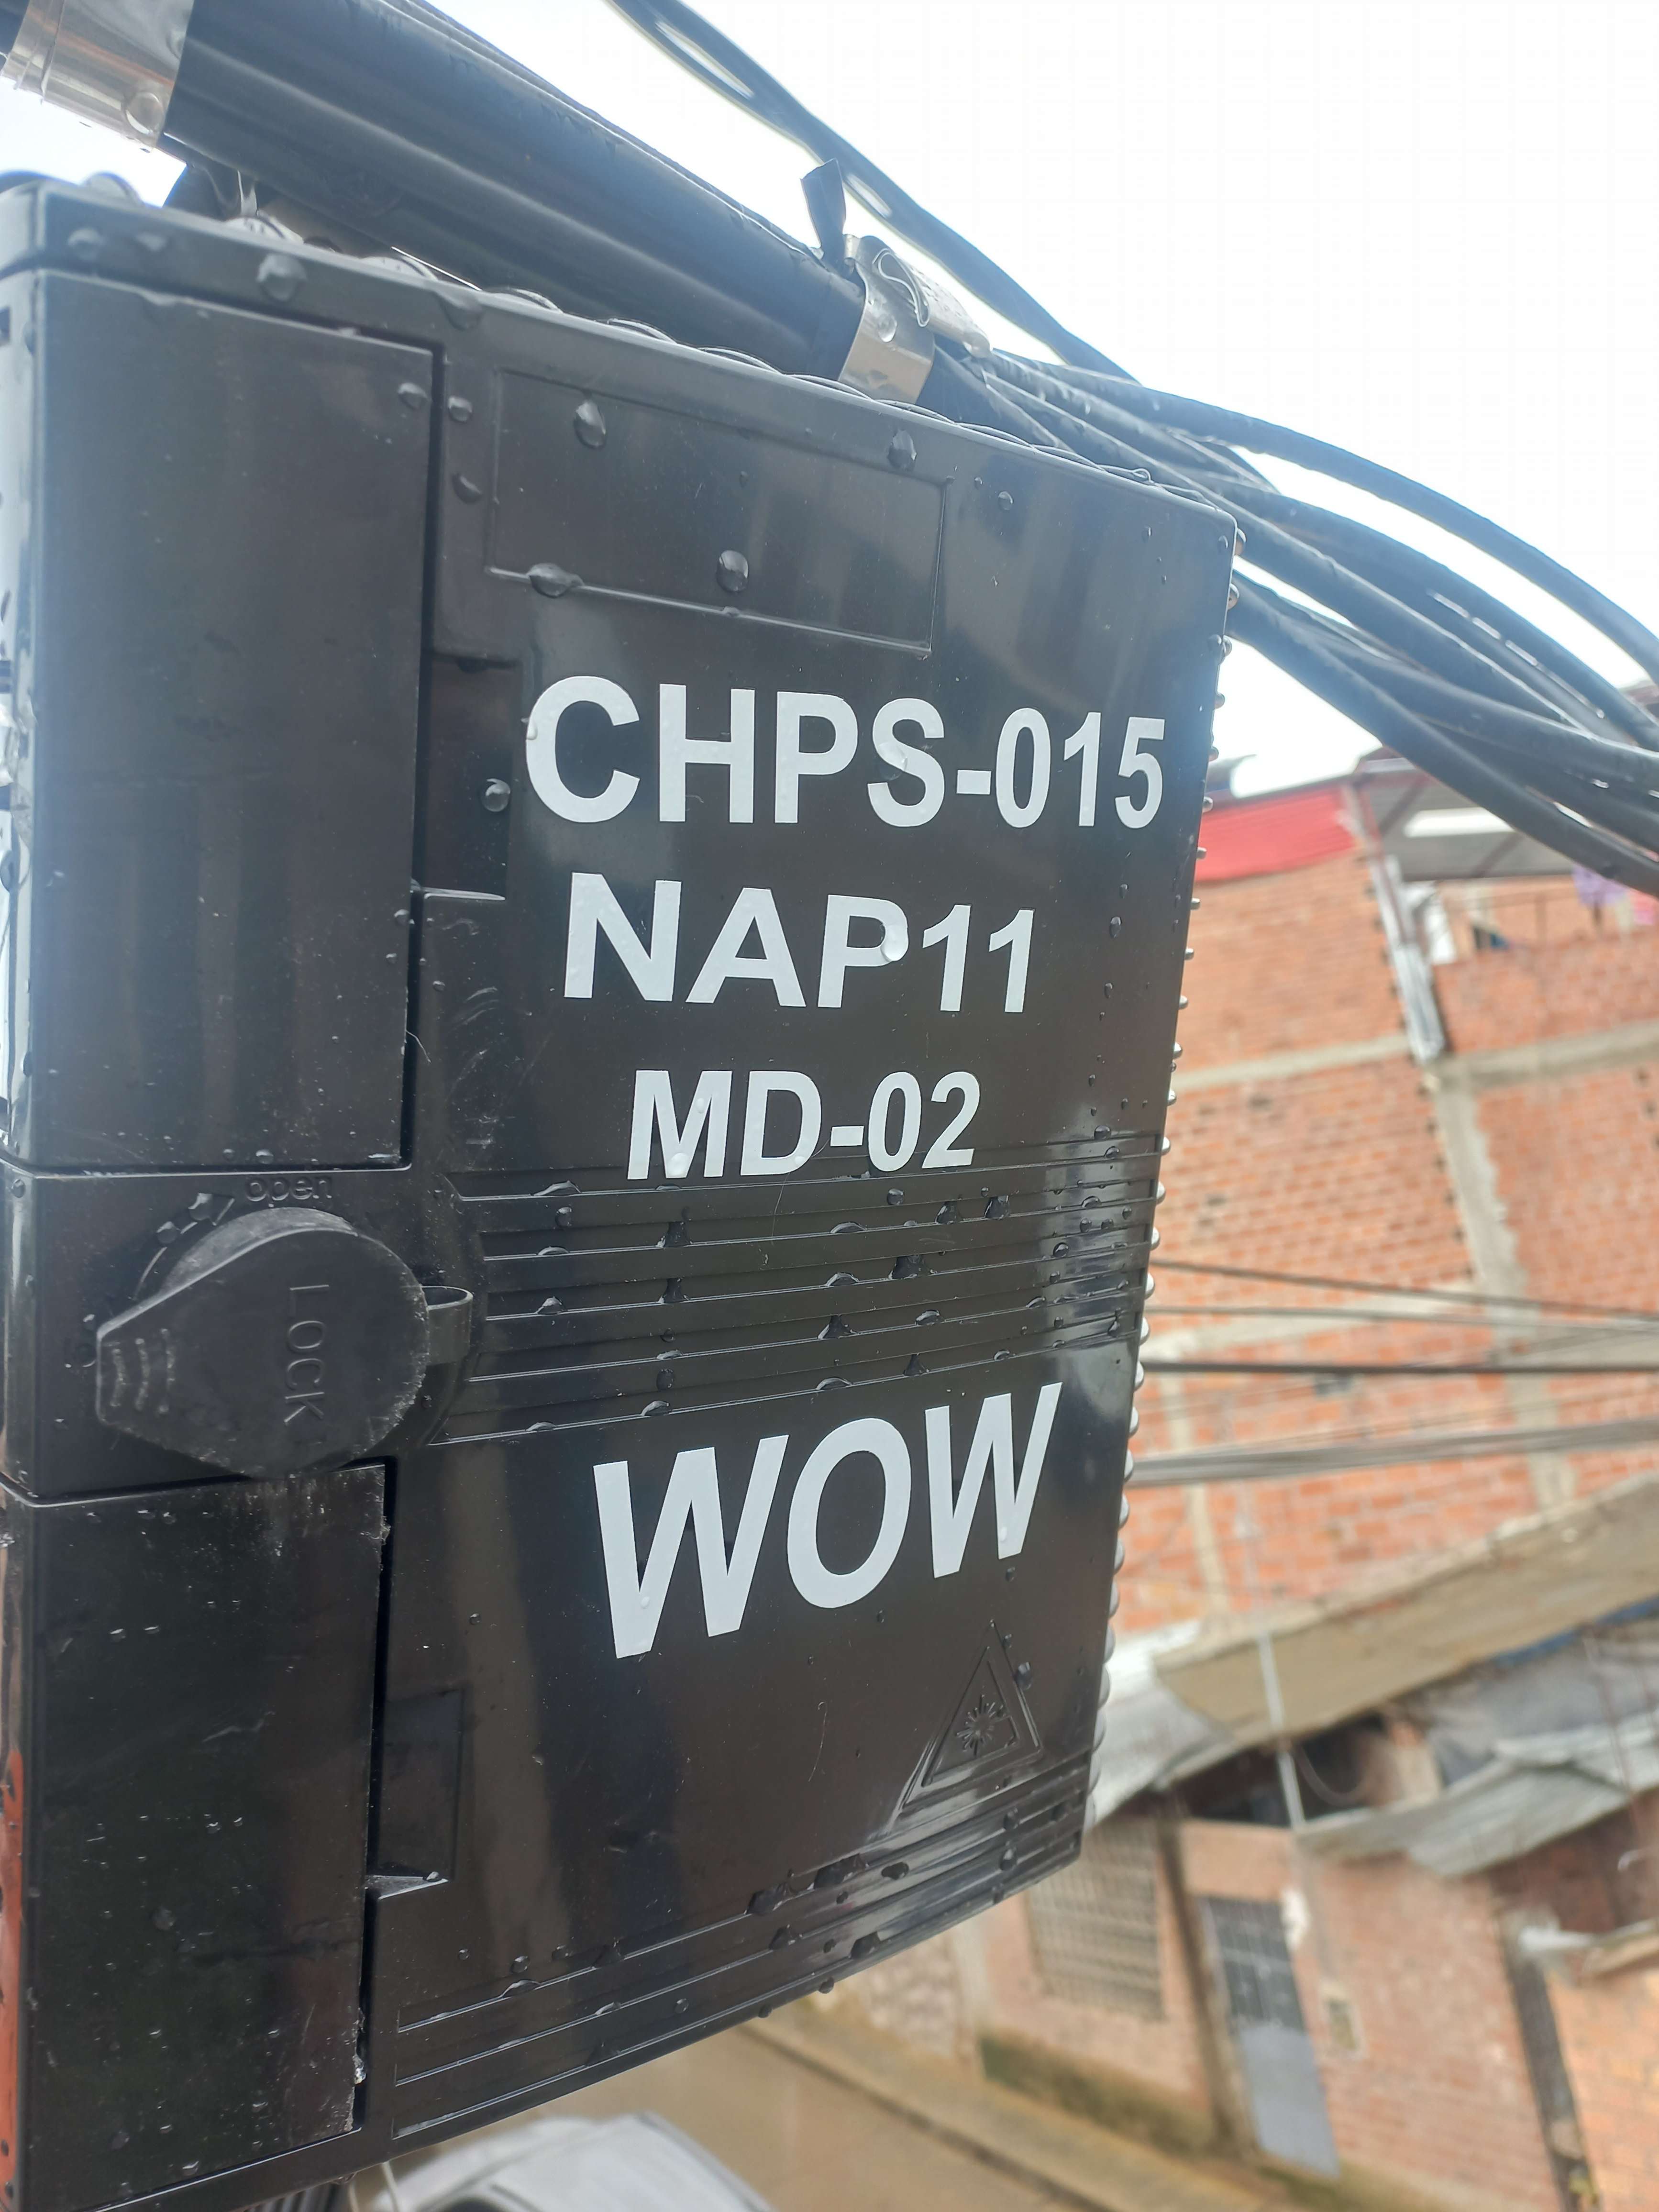 CHPS-015
NAP11
MD-02
open
LOCK
WOW